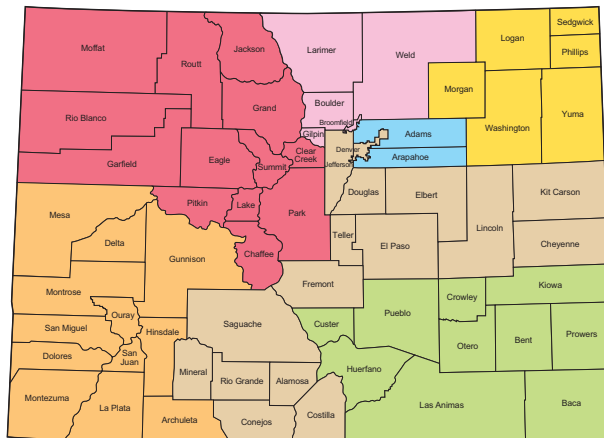 Moffat
Routt
Jackson
Larimer
Weld
Logan
Sedgwick
Phillips
Rio Blanco
Grand
Boulder
Morgan
Broomfield
Gilpin
Adams
Washington
Yuma
Garfield
Eagle
Summit
Clear
Creek
Jefferson
Denver
Arapahoe
Pitkin
Lake
Park
Douglas
Elbert
Lincoln
Kit Carson
Mesa
Delta
Gunnison
Chaffee
Teller
El Paso
Cheyenne
Montrose
Fremont
Crowley
Kiowa
Ouray
Hinsdale
Saguache
Custer
Pueblo
Otero
Bent
Prowers
San Miguel
San
Juan
Dolores
Mineral
Rio Grande
Alamosa
Huerfano
Montezuma
La Plata
Archuleta
Conejos
Costilla
Las Animas
Baca